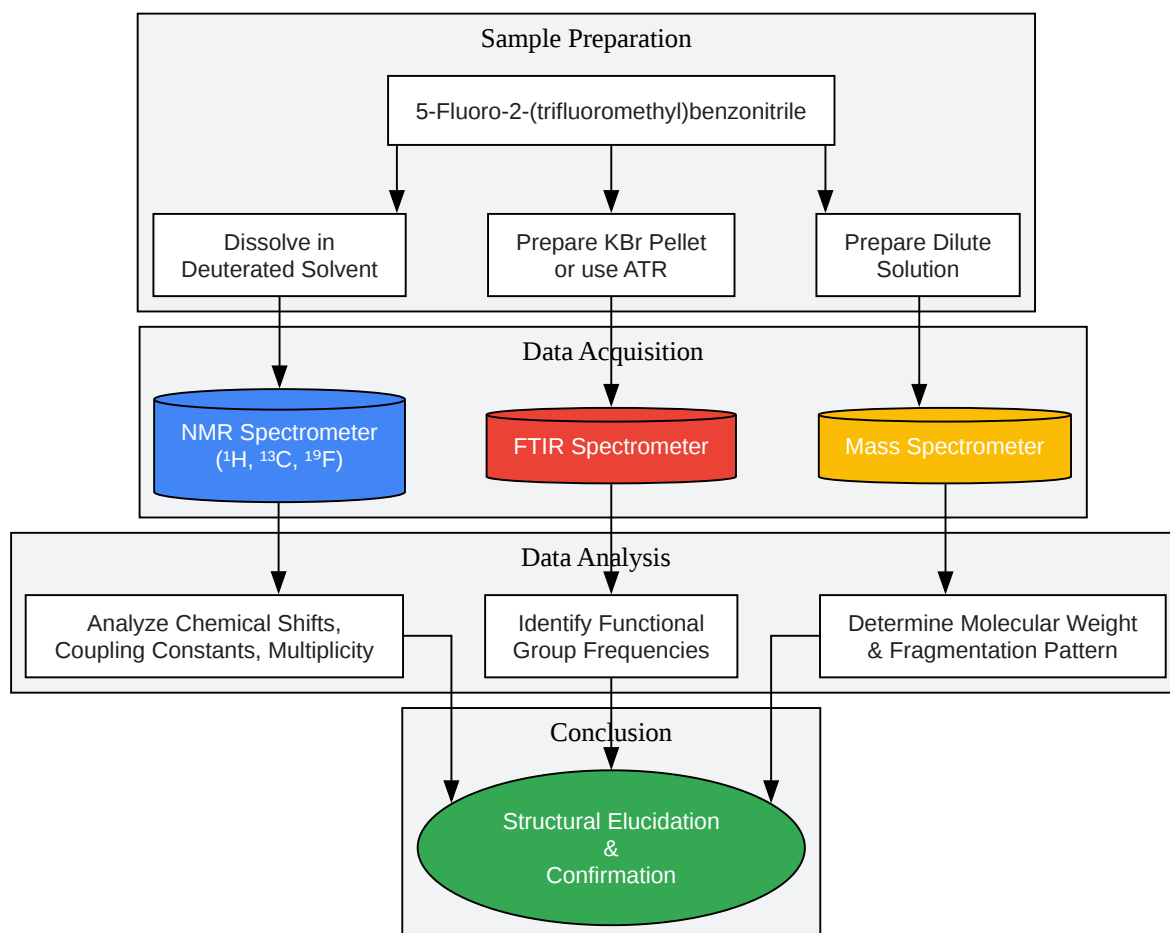 Sample Preparation
5-Fluoro-2-(trifluoromethyl)benzonitrile
Dissolve in
Deuterated Solvent
Prepare KBr Pellet
or use ATR
Prepare Dilute
Solution
Data Acquisition
NMR Spectrometer
(¹H, ¹³C, ¹⁹F)
FTIR Spectrometer
Mass Spectrometer
Data Analysis
Analyze Chemical Shifts,
Coupling Constants, Multiplicity
Identify Functional
Group Frequencies
Determine Molecular Weight
& Fragmentation Pattern
Conclusion
Structural Elucidation
&
Confirmation